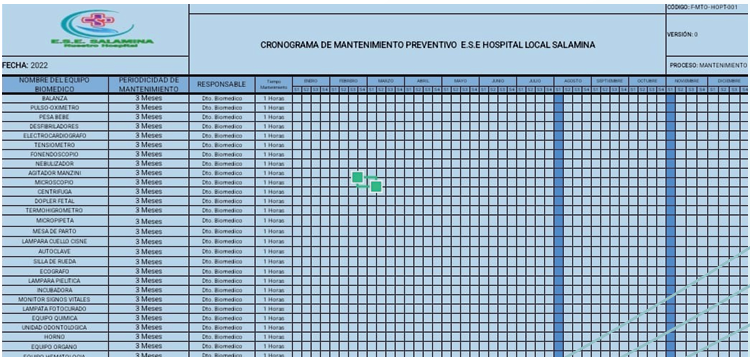 CÓDIGO: F-MTO-HOPT-001
E.S.E. SALAMINA
Nuestro Hospital
CRONOGRAMA DE MANTENIMIENTO PREVENTIVO E.S.E HOSPITAL LOCAL SALAMINA
VERSIÓN: 0
FECHA: 2022
PROCESO: MANTENIMIENTO
NOMBRE DEL EQUIPO BIOMEDICO PERIODICIDAD DE MANTENIMIENTO RESPONSABLE Tiempo Mantenimiento ENERO FEBRERO MARZO ABRIL MAYO JUNIO JULIO AGOSTO SEPTIEMBRE OCTUBRE NOVIEMBRE DICIEMBRE
BALANZA 3 Meses Dto. Biomedico 1 Horas
PULSO-OXIMETRO 3 Meses Dto. Biomedico 1 Horas
PESA BEBE 3 Meses Dto. Biomedico 1 Horas
DESFIBRILADORES 3 Meses Dto. Biomedico 1 Horas
ELECTROCARDIOGRAFO 3 Meses Dto. Biomedico 1 Horas
TENSIOMETRO 3 Meses Dto. Biomedico 1 Horas
FONENDOSCOPIO 3 Meses Dto. Biomedico 1 Horas
NEBULIZADOR 3 Meses Dto. Biomedico 1 Horas
AGITADOR MANZINI 3 Meses Dto. Biomedico 1 Horas
MICROSCOPIO 3 Meses Dto. Biomedico 1 Horas
CENTRIFUGA 3 Meses Dto. Biomedico 1 Horas
DOPLER FETAL 3 Meses Dto. Biomedico 1 Horas
TERMOHIGROMETRO 3 Meses Dto. Biomedico 1 Horas
MICROPIPETA 3 Meses Dto. Biomedico 1 Horas
MESA DE PARTO 3 Meses Dto. Biomedico 1 Horas
LAMPARA CUELLO CISNE 3 Meses Dto. Biomedico 1 Horas
AUTOCLAVE 3 Meses Dto. Biomedico 1 Horas
SILLA DE RUEDA 3 Meses Dto. Biomedico 1 Horas
ECOGRAFO 3 Meses Dto. Biomedico 1 Horas
LAMPARA PIELITICA 3 Meses Dto. Biomedico 1 Horas
INCUBADORA 3 Meses Dto. Biomedico 1 Horas
MONITOR SIGNOS VITALES 3 Meses Dto. Biomedico 1 Horas
LAMPATA FOTOCURADO 3 Meses Dto. Biomedico 1 Horas
EQUIPO QUIMICA 3 Meses Dto. Biomedico 1 Horas
UNIDAD ODONTOLOGICA 3 Meses Dto. Biomedico 1 Horas
HORNO 3 Meses Dto. Biomedico 1 Horas
EQUIPO ORGANO 3 Meses Dto. Biomedico 1 Horas
EQUIPO HEMATOLOGIA 3 Meses Dto. Biomedico 1 Horas